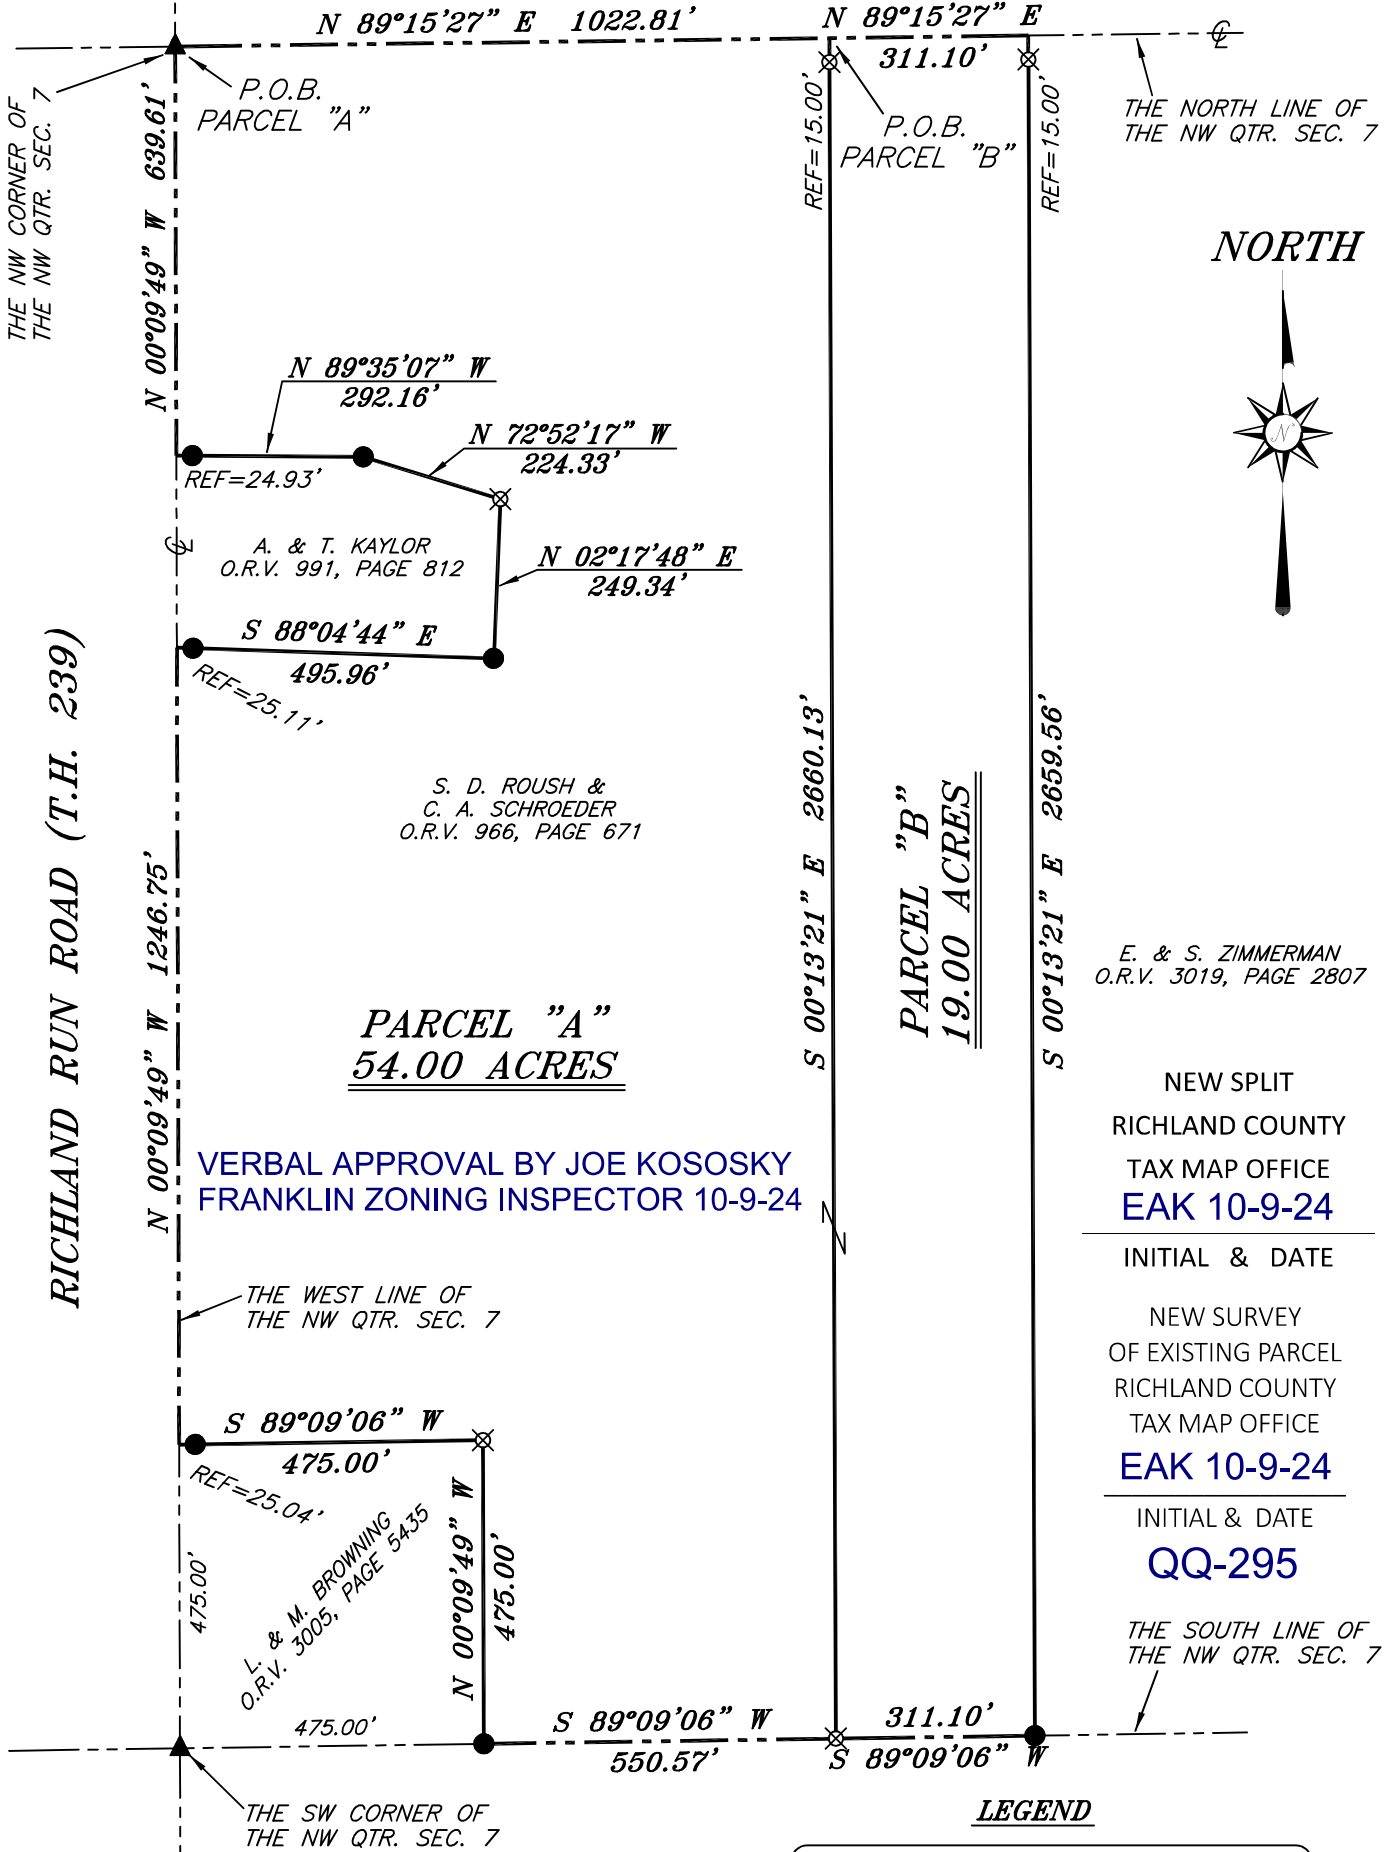 N 89°15'27" E 1022.81'
N 89°15'27" E
311.10'
℄
THE NW CORNER OF
THE NW QTR. SEC. 7
P.O.B.
PARCEL "A"
N 00°09'49" W 639.61'
REF=15.00'
P.O.B.
PARCEL "B"
REF=15.00'
THE NORTH LINE OF
THE NW QTR. SEC. 7
NORTH
N
N 89°35'07" W
292.16'
N 72°52'17" W
224.33'
REF=24.93'
℄
A. & T. KAYLOR
O.R.V. 991, PAGE 812
N 02°17'48" E
249.34'
S 88°04'44" E
495.96'
REF=25.11'
RICHLAND RUN ROAD (T.H. 239)
S. D. ROUSH &
C. A. SCHROEDER
O.R.V. 966, PAGE 671
N 00°09'49" W 1246.75'
S 00°13'21" E 2660.13'
PARCEL "B"
19.00 ACRES
S 00°13'21" E 2659.56'
E. & S. ZIMMERMAN
O.R.V. 3019, PAGE 2807
PARCEL "A"
54.00 ACRES
VERBAL APPROVAL BY JOE KOSOSKY
FRANKLIN ZONING INSPECTOR 10-9-24
NEW SPLIT
RICHLAND COUNTY
TAX MAP OFFICE
EAK 10-9-24
INITIAL & DATE
NEW SURVEY
OF EXISTING PARCEL
RICHLAND COUNTY
TAX MAP OFFICE
EAK 10-9-24
INITIAL & DATE
QQ-295
THE WEST LINE OF
THE NW QTR. SEC. 7
S 89°09'06" W
475.00'
REF=25.04'
475.00'
L. & M. BROWNING
O.R.V. 3005, PAGE 5435
N 00°09'49" W
475.00'
THE SOUTH LINE OF
THE NW QTR. SEC. 7
475.00'
S 89°09'06" W
550.57'
311.10'
S 89°09'06" W
THE SW CORNER OF
THE NW QTR. SEC. 7
LEGEND